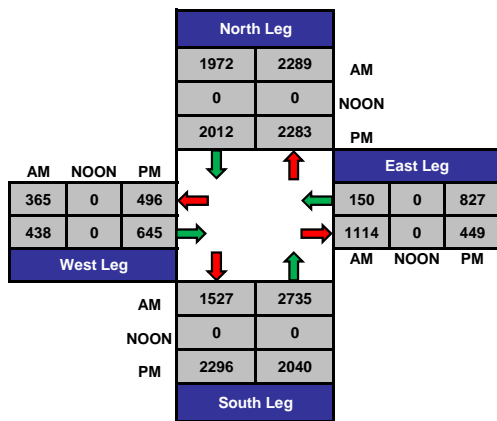 North Leg
1972 2289 AM
0 0 NOON
2012 2283 PM
AM NOON PM East Leg
365 0 496 150 0 827
438 0 645 1114 0 449
West Leg AM NOON PM
AM 1527 2735
NOON 0 0
PM 2296 2040
South Leg